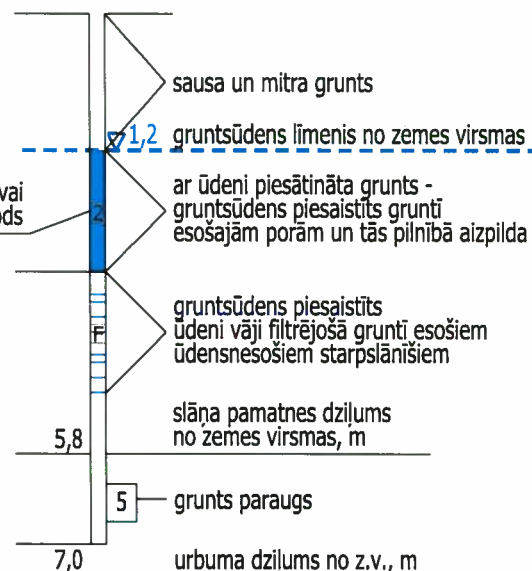 sausa un mitra grunts
1,2 gruntsūdens līmenis no zemes virsmas
vai
ods
2
ar ūdeni piesātināta grunts -
gruntsūdens piesaistīts gruntī
esošajām porām un tās pilnībā aizpilda
F
gruntsūdens piesaistīts
ūdeni vāji filtrējošā gruntī esošiem
ūdensnesošiem starpslānīšiem
slāņa pamatnes dziļums
5,8 no zemes virsmas, m
5 grunts paraugs
7,0 urbuma dziļums no z.v., m